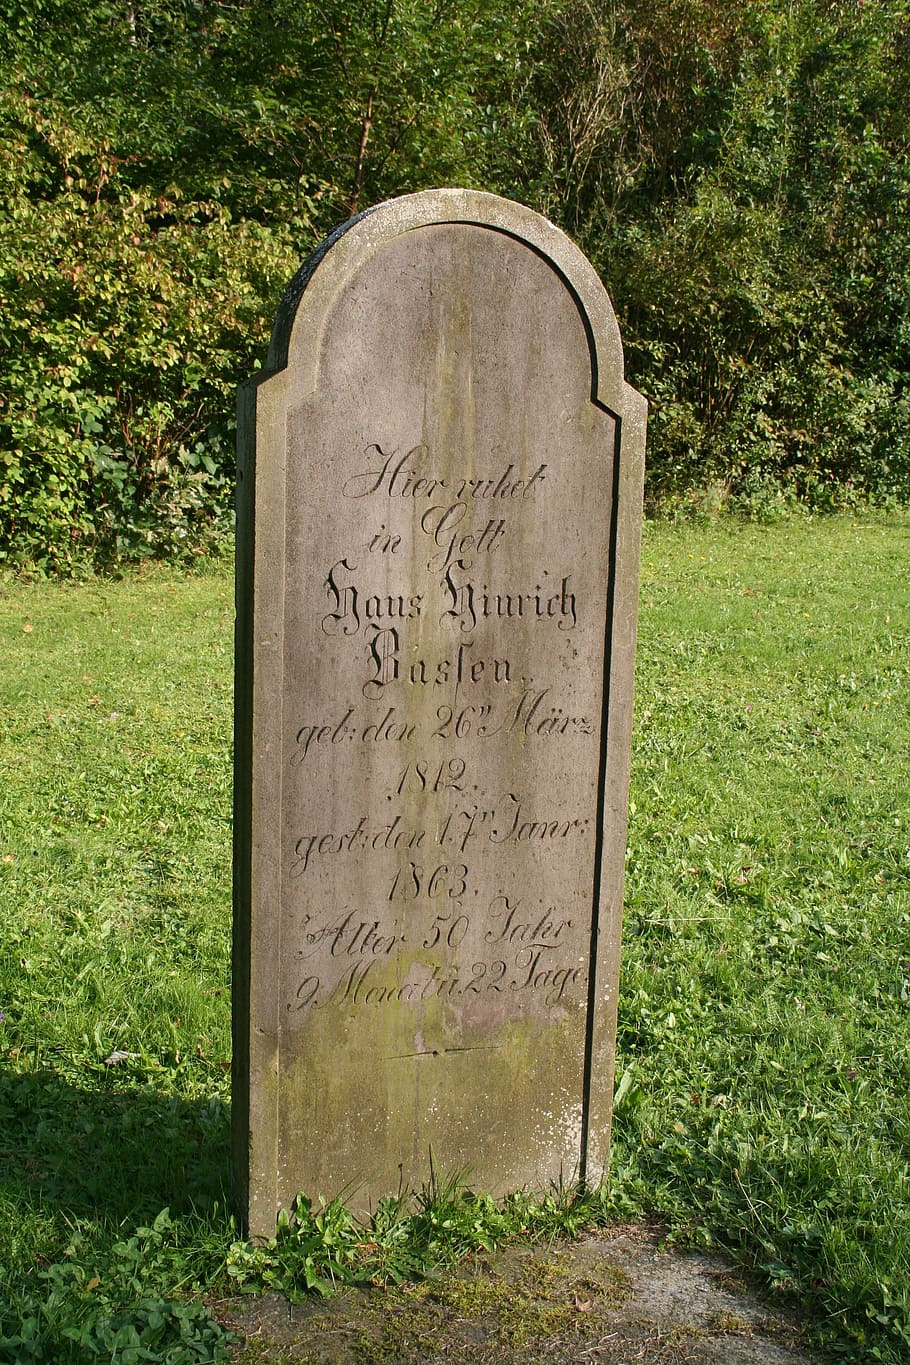 Hier ruhet
in Gott
Hans Hinrich
Basſen.
geb: den 26" März
1812.
gest: den 17" Janr:
1863.
Alter 50 Jahr
9 Monat u 22 Tage.